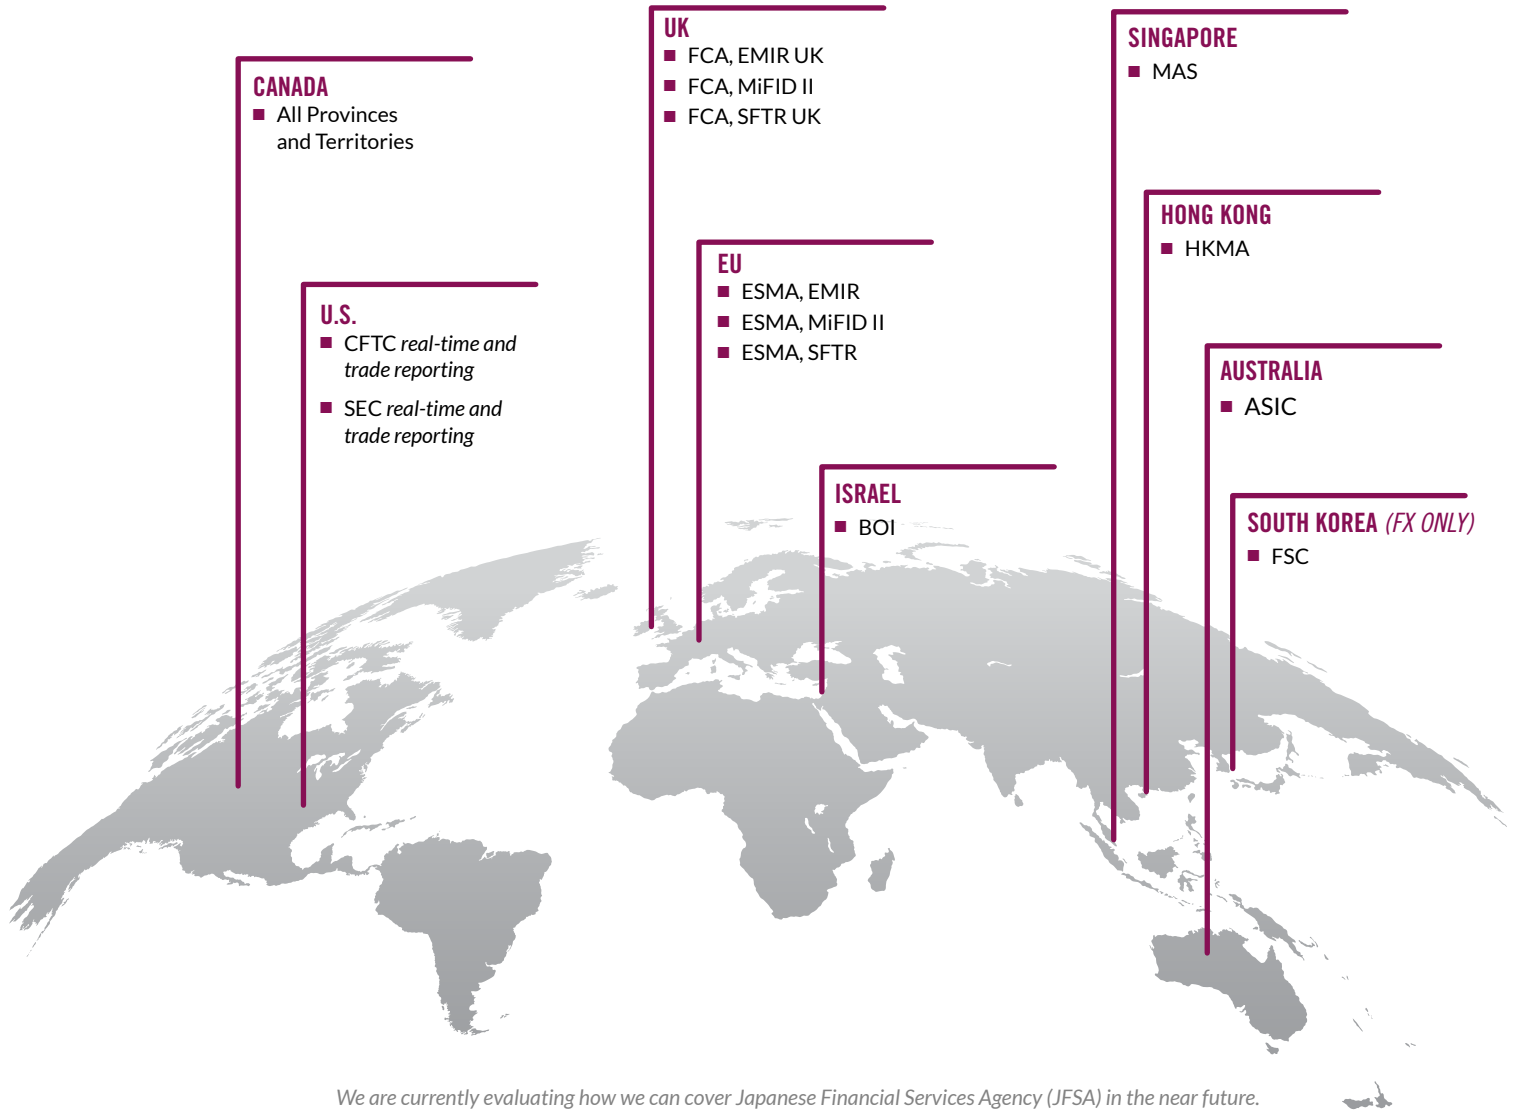 CANADA
All Provinces
and Territories
U.S.
CFTC real-time and
trade reporting
SEC real-time and
trade reporting
UK
FCA, EMIR UK
FCA, MiFID II
FCA, SFTR UK
EU
ESMA, EMIR
ESMA, MiFID II
ESMA, SFTR
ISRAEL
BOI
SINGAPORE
MAS
HONG KONG
HKMA
AUSTRALIA
ASIC
SOUTH KOREA (FX ONLY)
FSC
We are currently evaluating how we can cover Japanese Financial Services Agency (JFSA) in the near future.